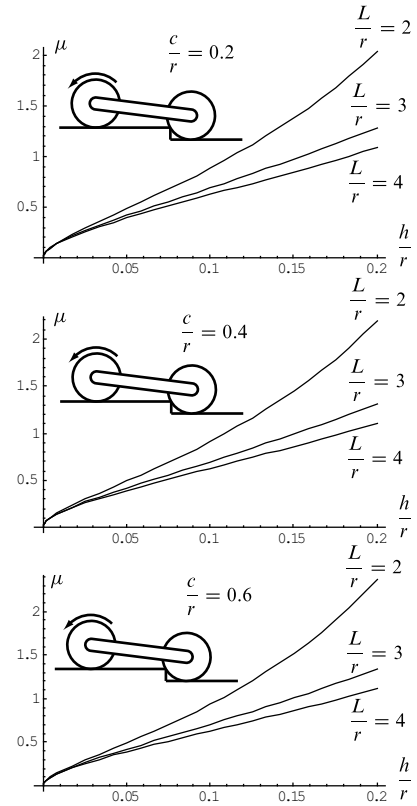 L/r = 2
2
μ
c/r = 0.2
1.5
L/r = 3
1
L/r = 4
0.5
h/r
0.05 0.1 0.15 0.2
L/r = 2
μ
2
c/r = 0.4
1.5
L/r = 3
1
L/r = 4
0.5
h/r
0.05 0.1 0.15 0.2
L/r = 2
μ
2
c/r = 0.6
1.5
L/r = 3
1
L/r = 4
0.5
h/r
0.05 0.1 0.15 0.2